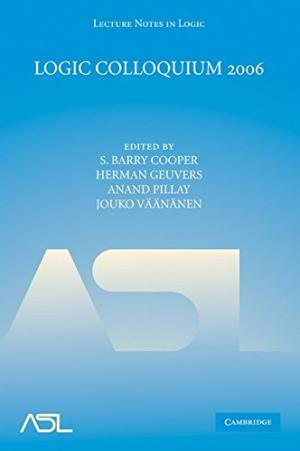 LECTURE NOTES IN LOGIC
LOGIC COLLOQUIUM 2006
EDITED BY
S. BARRY COOPER
HERMAN GEUVERS
ANAND PILLAY
JOUKO VÄÄNÄNEN
ASL
ASL
CAMBRIDGE